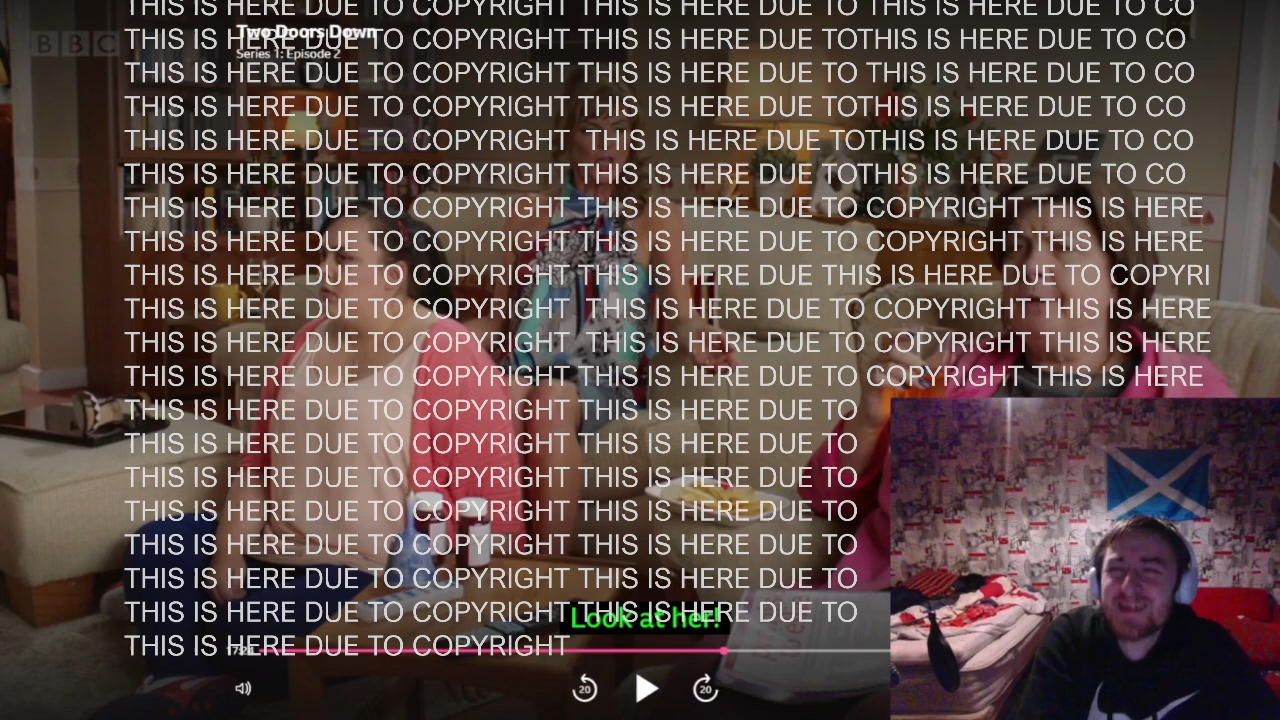 THIS IS HERE DUE TO COPYRIGHT THIS IS HERE DUE TO THIS IS HERE DUE TO CO
BBC
Two Doors Down
THIS IS HERE DUE TO COPYRIGHT THIS IS HERE DUE TOTHIS IS HERE DUE TO CO
Series 1: Episode 2
THIS IS HERE DUE TO COPYRIGHT THIS IS HERE DUE TO THIS IS HERE DUE TO CO
THIS IS HERE DUE TO COPYRIGHT THIS IS HERE DUE TOTHIS IS HERE DUE TO CO
THIS IS HERE DUE TO COPYRIGHT THIS IS HERE DUE TOTHIS IS HERE DUE TO CO
THIS IS HERE DUE TO COPYRIGHT THIS IS HERE DUE TOTHIS IS HERE DUE TO CO
THIS IS HERE DUE TO COPYRIGHT THIS IS HERE DUE TO COPYRIGHT THIS IS HERE
THIS IS HERE DUE TO COPYRIGHT THIS IS HERE DUE TO COPYRIGHT THIS IS HERE
THIS IS HERE DUE TO COPYRIGHT THIS IS HERE DUE THIS IS HERE DUE TO COPYRI
THIS IS HERE DUE TO COPYRIGHT THIS IS HERE DUE TO COPYRIGHT THIS IS HERE
THIS IS HERE DUE TO COPYRIGHT THIS IS HERE DUE TO COPYRIGHT THIS IS HERE
THIS IS HERE DUE TO COPYRIGHT THIS IS HERE DUE TO COPYRIGHT THIS IS HERE
THIS IS HERE DUE TO COPYRIGHT THIS IS HERE DUE TO
THIS IS HERE DUE TO COPYRIGHT THIS IS HERE DUE TO
THIS IS HERE DUE TO COPYRIGHT THIS IS HERE DUE TO
THIS IS HERE DUE TO COPYRIGHT THIS IS HERE DUE TO
THIS IS HERE DUE TO COPYRIGHT THIS IS HERE DUE TO
THIS IS HERE DUE TO COPYRIGHT THIS IS HERE DUE TO
THIS IS HERE DUE TO COPYRIGHT THIS IS HERE DUE TO
Look at her!
THIS IS HERE DUE TO COPYRIGHT
20 20